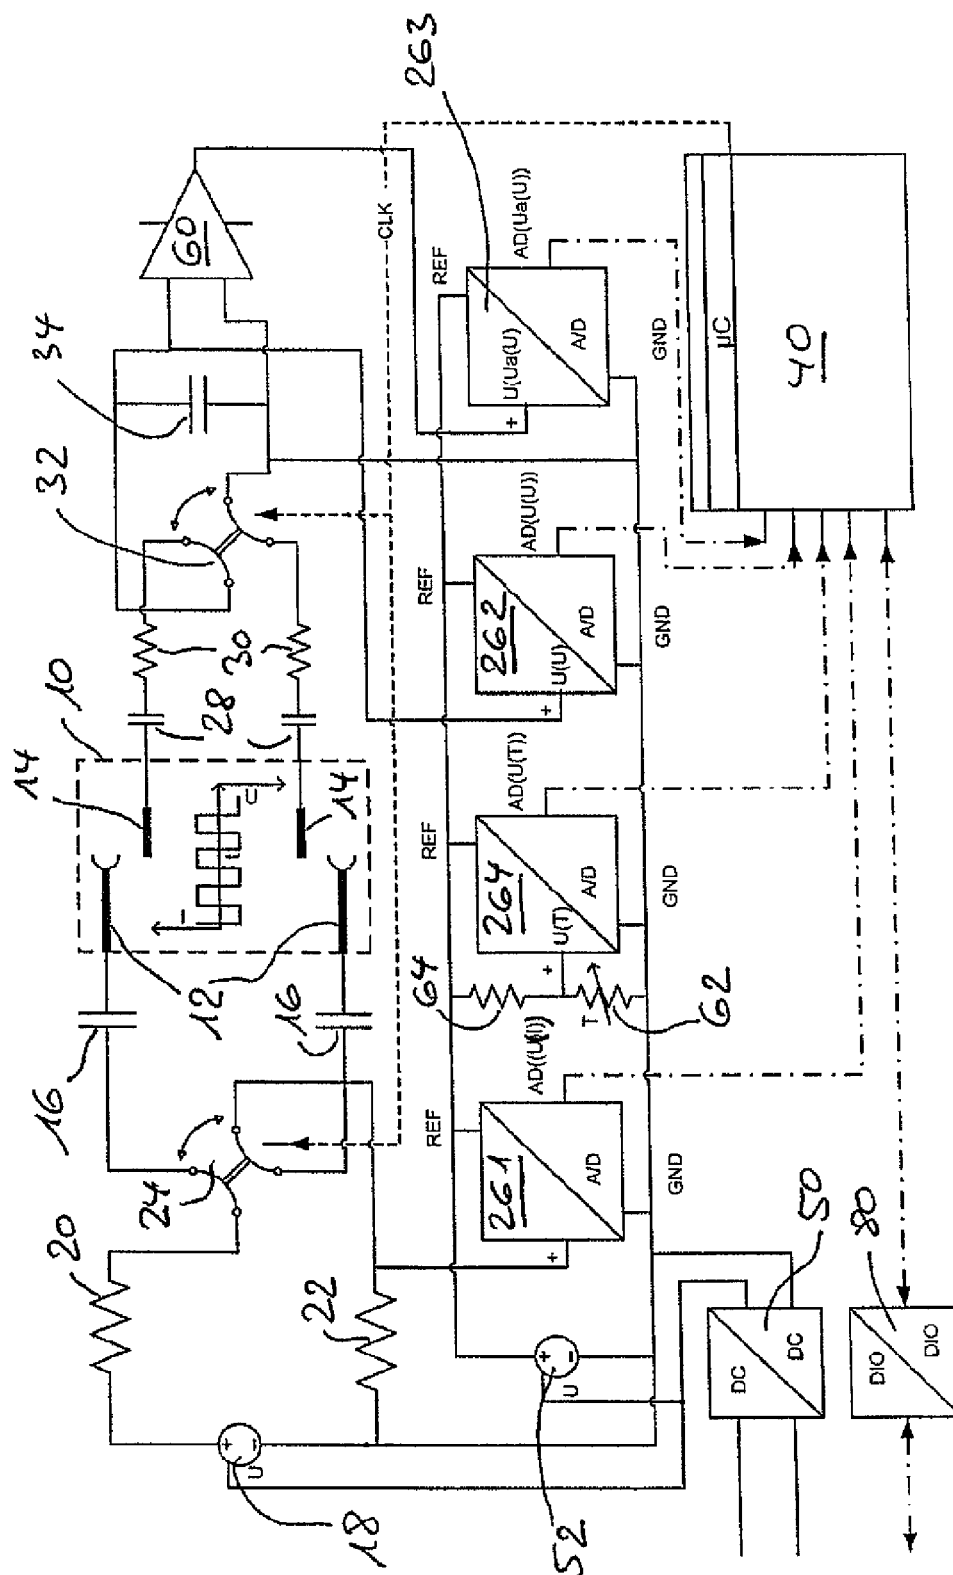 10
14
14
12
16
16
28
30
32
34
60
20
24
22
18
U
+
-
I
U
t
CLK
263
REF
REF
REF
REF
64
62
T
261
A/D
+
AD((U(I))
GND
264
U(T)
A/D
+
AD(U(T))
GND
262
U(U)
A/D
+
AD(U(U))
GND
U(Ua(U)
A/D
+
AD(Ua(U))
GND
52
U
+
-
50
DC
DC
80
DIO
DIO
µC
40